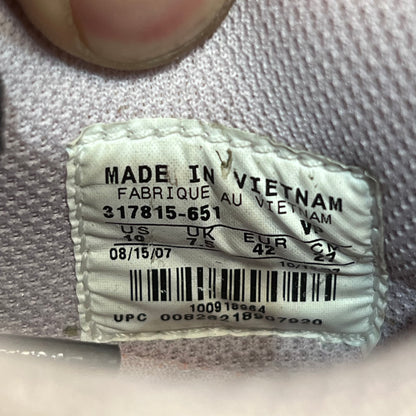 MADE IN VIETNAM
FABRIQUE AU VIETNAM
317815-651
US UK EUR
10 7.5 42
08/15/07
100918964
UPC